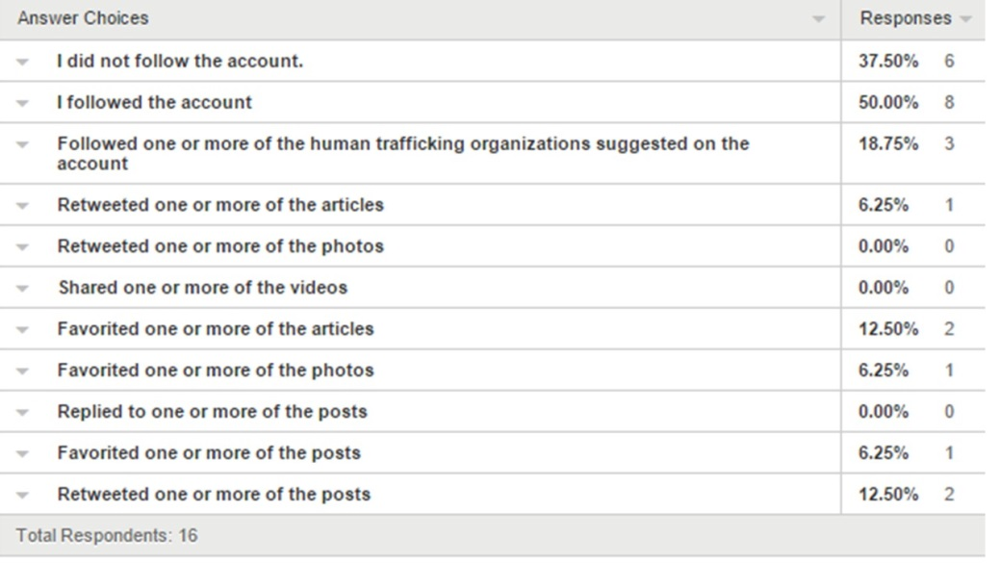 Answer Choices Responses
I did not follow the account. 37.50% 6
I followed the account 50.00% 8
Followed one or more of the human trafficking organizations suggested on the 18.75% 3
account
Retweeted one or more of the articles 6.25% 1
Retweeted one or more of the photos 0.00% 0
Shared one or more of the videos 0.00% 0
Favorited one or more of the articles 12.50% 2
Favorited one or more of the photos 6.25% 1
Replied to one or more of the posts 0.00% 0
Favorited one or more of the posts 6.25% 1
Retweeted one or more of the posts 12.50% 2
Total Respondents: 16